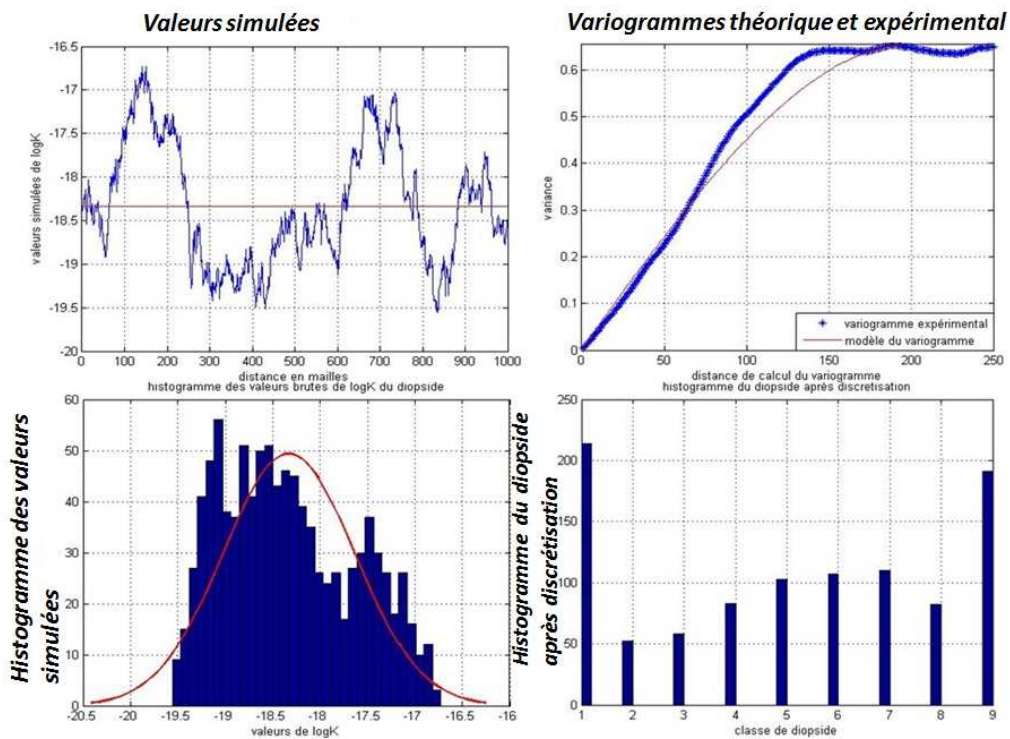 Valeurs simulées
Variogrammes théorique et expérimental
-16.5
-17
-17.5
-18
-18.5
-19
-19.5
-20
valeurs simulées de logK
0 100 200 300 400 500 600 700 800 900 1000
distance en mailles
0.6
0.5
0.4
0.3
0.2
0.1
0
variance
variogramme expérimental
modèle du variogramme
0 50 100 150 200 250
distance de calcul du variogramme
Histogramme des valeurs
simulées
histogramme des valeurs brutes de logK du diopside
60
50
40
30
20
10
0
-20.5 -20 -19.5 -19 -18.5 -18 -17.5 -17 -16.5 -16
valeurs de logK
Histogramme du diopside
après discrétisation
histogramme du diopside après discretisation
250
200
150
100
50
0
1 2 3 4 5 6 7 8 9
classe de diopside